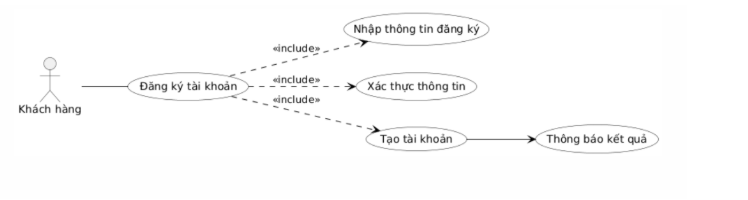 Nhập thông tin đăng ký
«include»
Khách hàng
Đăng ký tài khoản
«include»
Xác thực thông tin
«include»
Tạo tài khoản
Thông báo kết quả